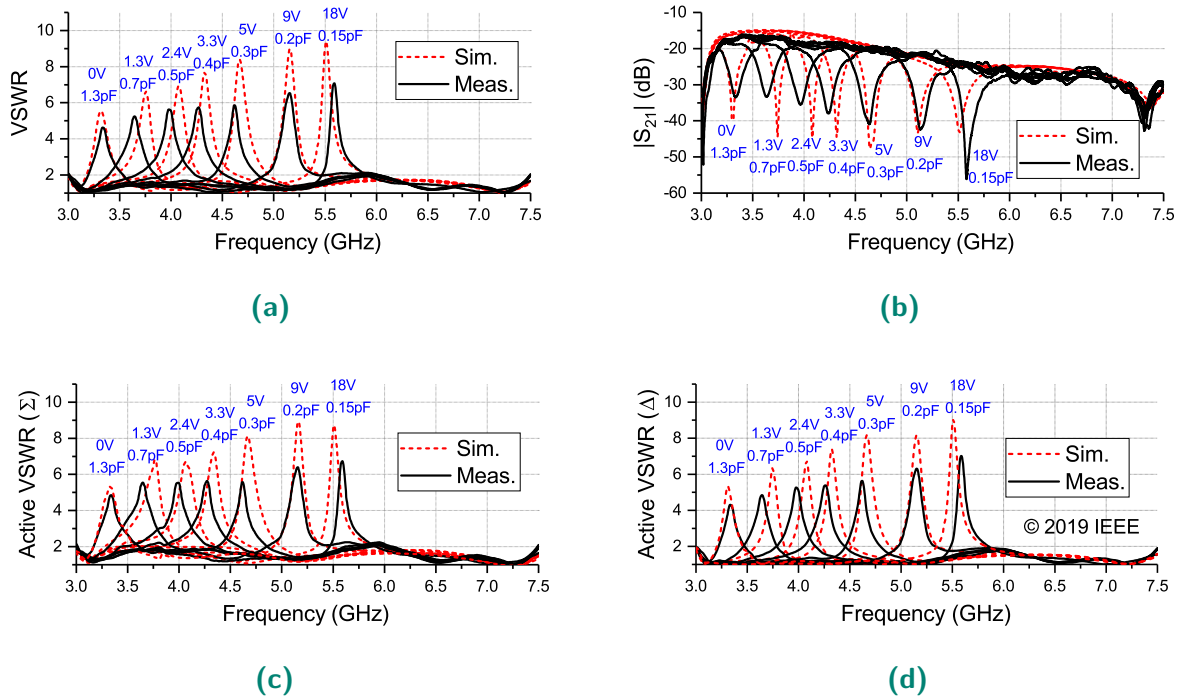 VSWR
10
8
6
4
2
0V
1.3pF
1.3V
0.7pF
2.4V
0.5pF
3.3V
0.4pF
5V
0.3pF
9V
0.2pF
18V
0.15pF
Sim.
Meas.
3.0 3.5 4.0 4.5 5.0 5.5 6.0 6.5 7.0 7.5
Frequency (GHz)
(a)
|S21| (dB)
-10
-20
-30
-40
-50
-60
0V
1.3pF
1.3V
0.7pF
2.4V
0.5pF
3.3V
0.4pF
5V
0.3pF
9V
0.2pF
18V
0.15pF
Sim.
Meas.
3.0 3.5 4.0 4.5 5.0 5.5 6.0 6.5 7.0 7.5
Frequency (GHz)
(b)
Active VSWR (Σ)
10
8
6
4
2
0V
1.3pF
1.3V
0.7pF
2.4V
0.5pF
3.3V
0.4pF
5V
0.3pF
9V
0.2pF
18V
0.15pF
Sim.
Meas.
3.0 3.5 4.0 4.5 5.0 5.5 6.0 6.5 7.0 7.5
Frequency (GHz)
(c)
Active VSWR (Δ)
10
8
6
4
2
0V
1.3pF
1.3V
0.7pF
2.4V
0.5pF
3.3V
0.4pF
5V
0.3pF
9V
0.2pF
18V
0.15pF
Sim.
Meas.
© 2019 IEEE
3.0 3.5 4.0 4.5 5.0 5.5 6.0 6.5 7.0 7.5
Frequency (GHz)
(d)